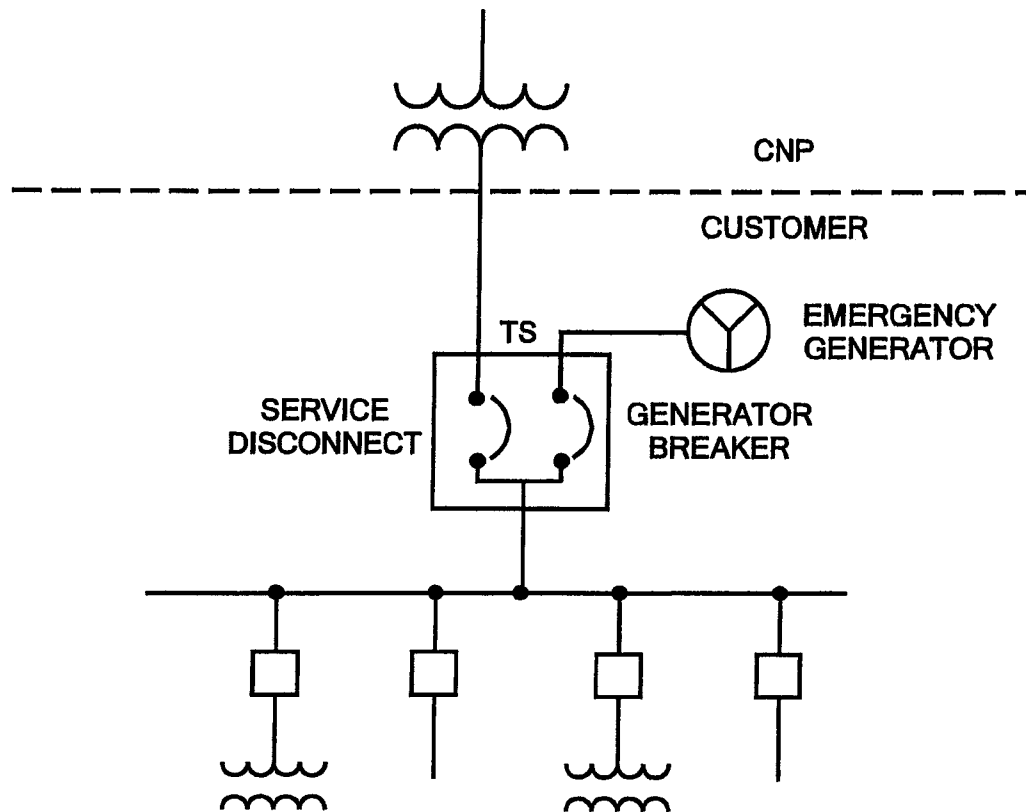 CNP
CUSTOMER
TS
EMERGENCY
GENERATOR
SERVICE
DISCONNECT
GENERATOR
BREAKER